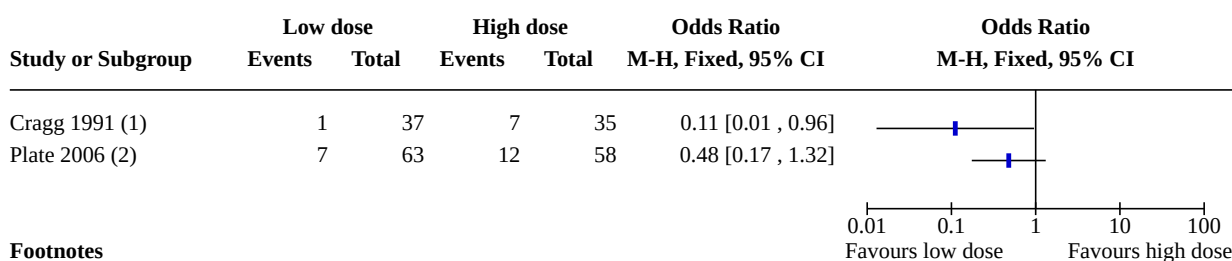 Low dose High dose Odds Ratio Odds Ratio
Study or Subgroup Events Total Events Total M-H, Fixed, 95% CI M-H, Fixed, 95% CI
Cragg 1991 (1) 1 37 7 35 0.11 [0.01 , 0.96]
Plate 2006 (2) 7 63 12 58 0.48 [0.17 , 1.32]
0.01 0.1 1 10 100
Footnotes Favours low dose Favours high dose